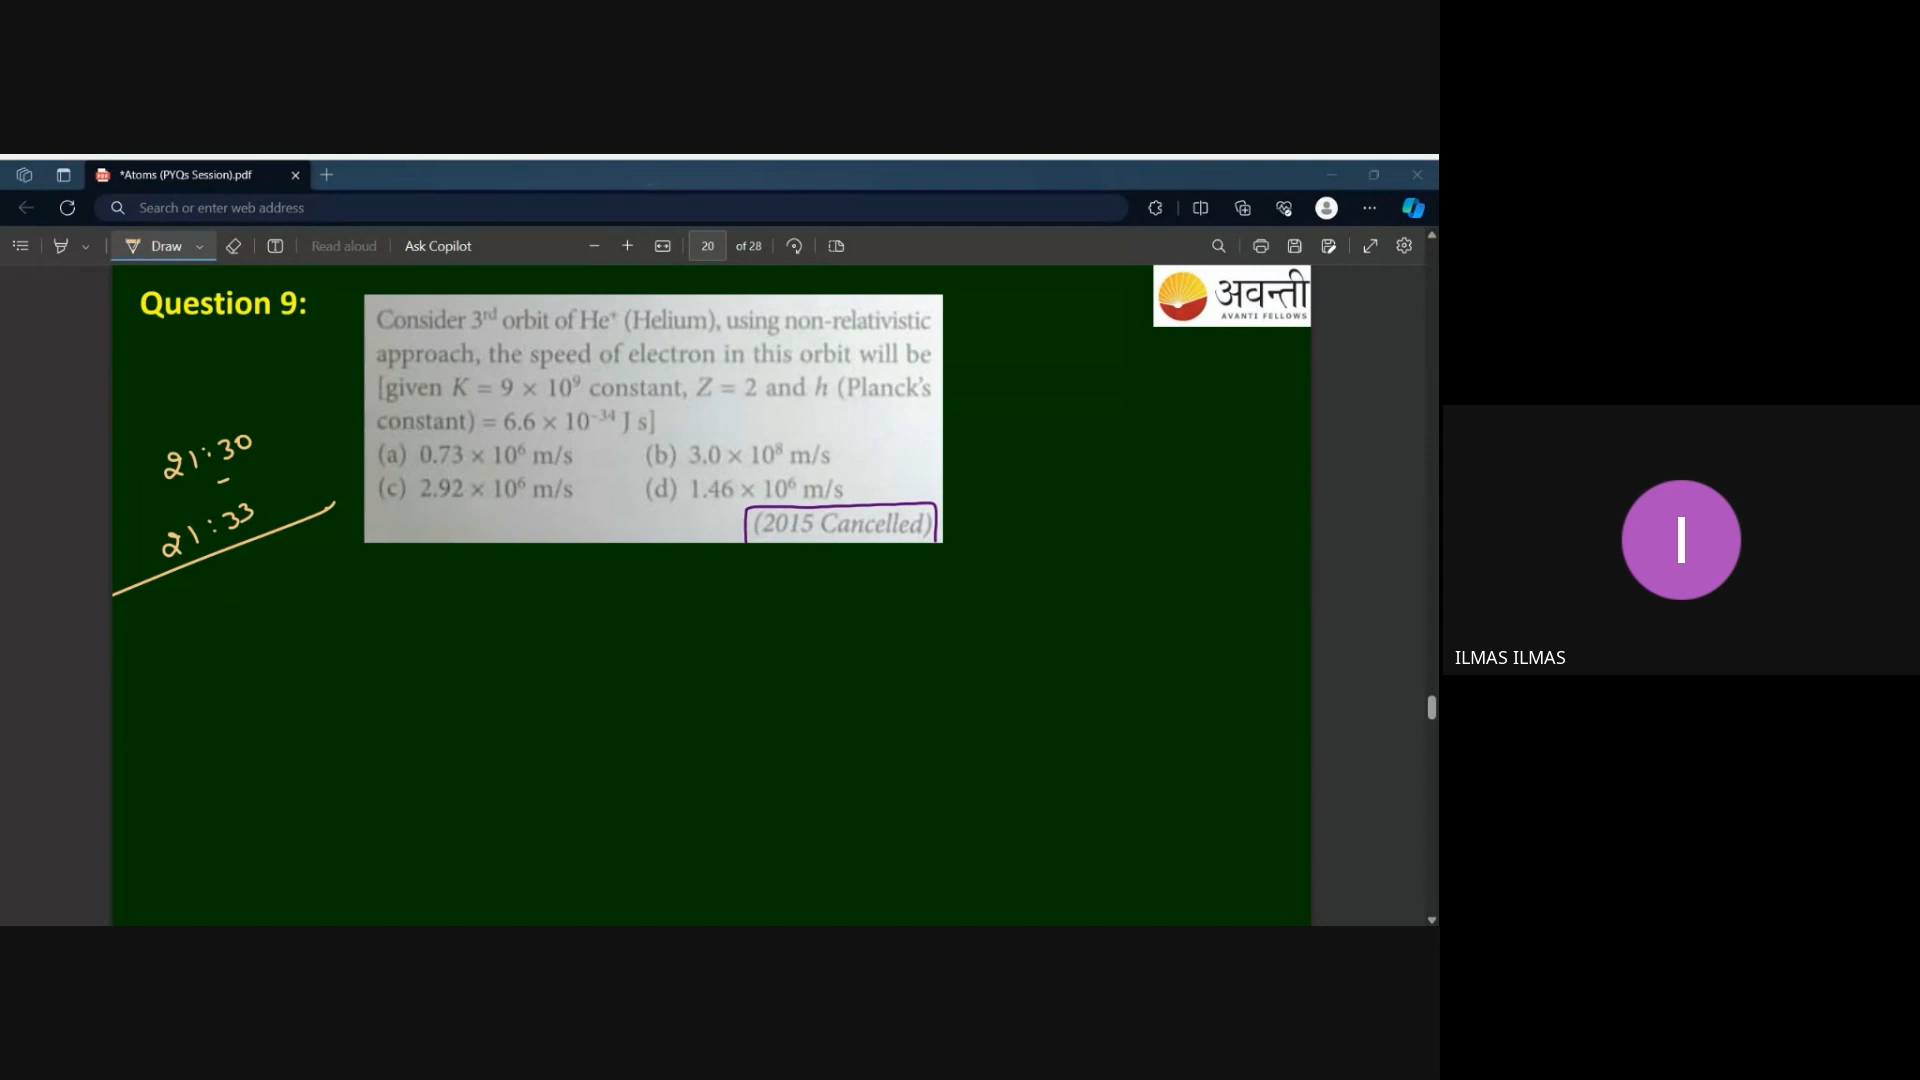 *Atoms (PYQs Session).pdf
Search or enter web address
Draw
Read aloud
Ask Copilot
20
of 28
Question 9:
अवन्ती
AVANTI FELLOWS
Consider 3rd orbit of He+ (Helium), using non-relativistic
approach, the speed of electron in this orbit will be
[given K = 9 × 10⁹ constant, Z = 2 and h (Planck's
constant) = 6.6 × 10⁻³⁴ J s]
(a) 0.73 × 10⁶ m/s (b) 3.0 × 10⁸ m/s
(c) 2.92 × 10⁶ m/s (d) 1.46 × 10⁶ m/s
(2015 Cancelled)
21:30
-
21:33
I
ILMAS ILMAS